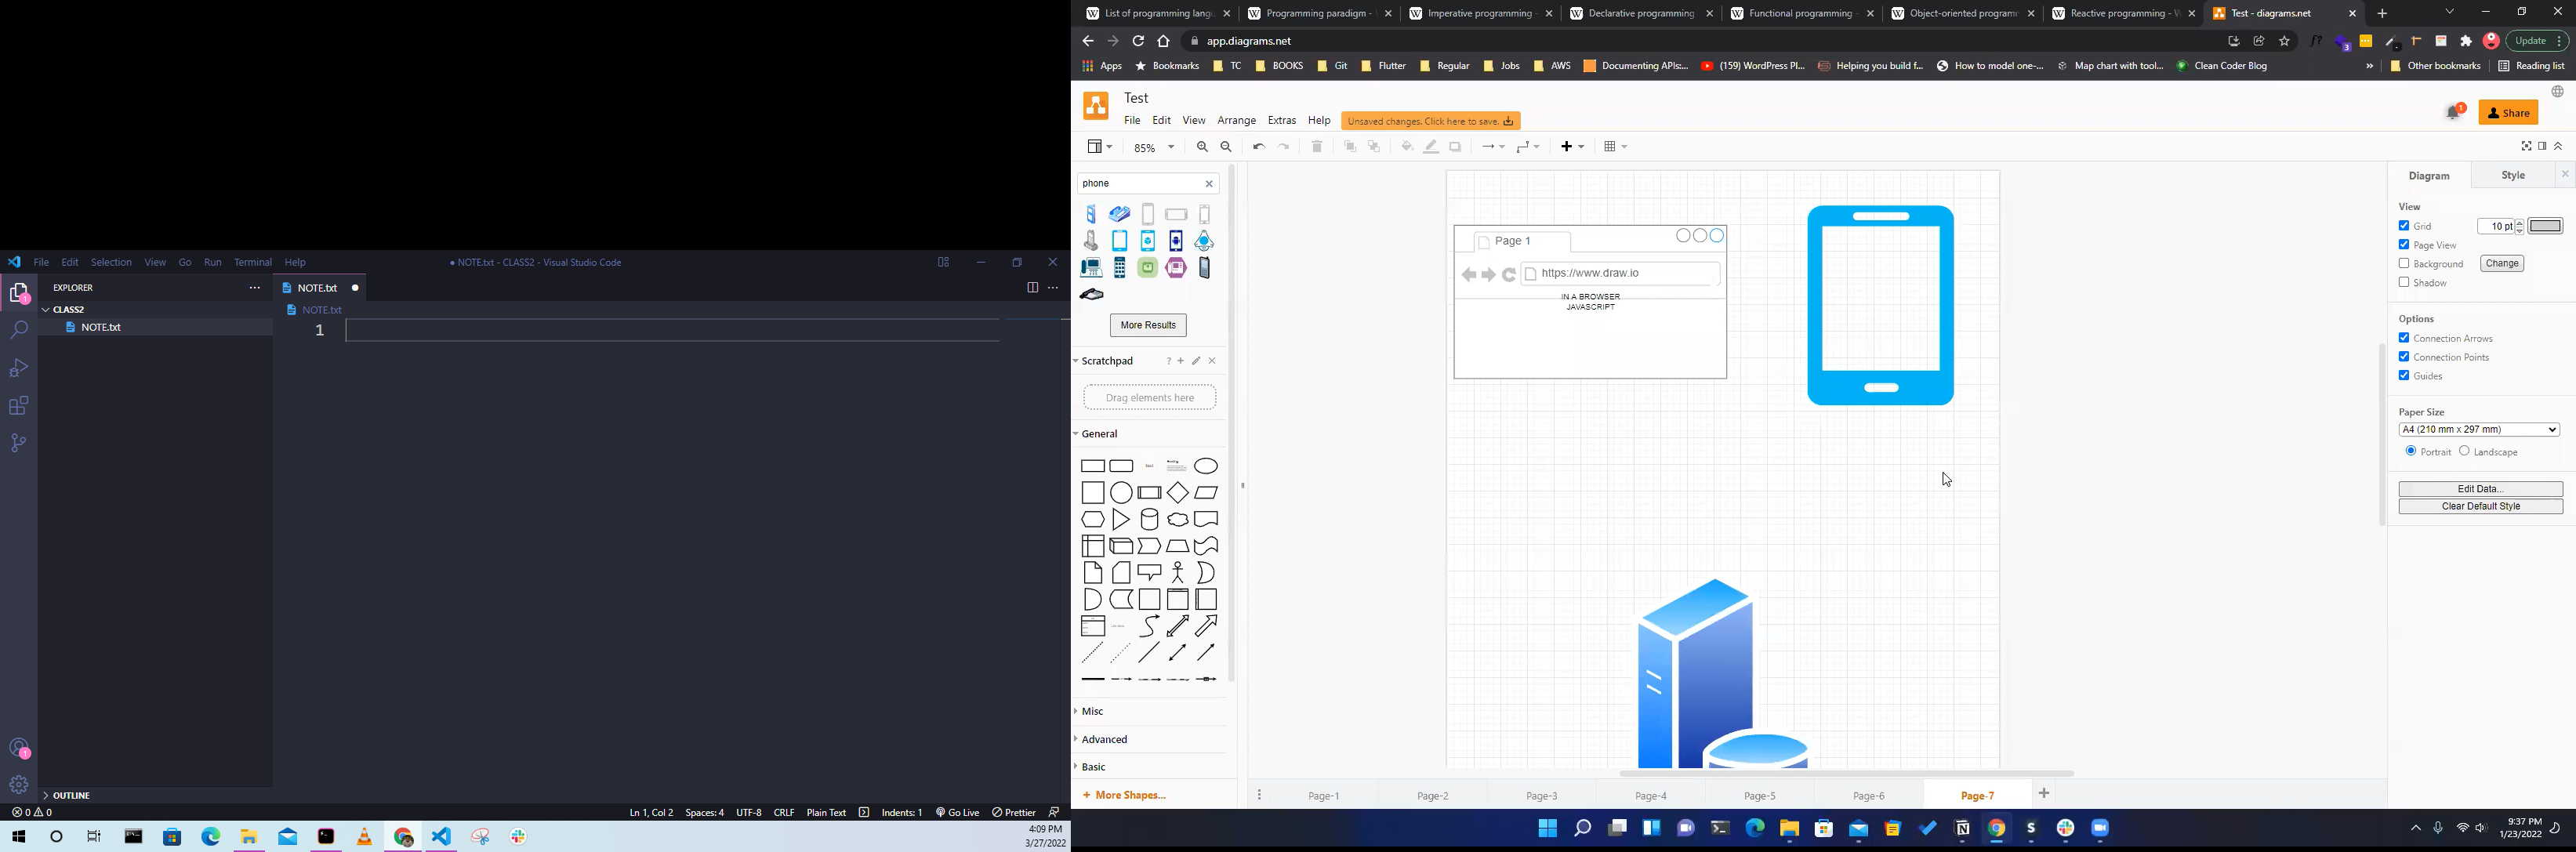 File Edit Selection View Go Run Terminal Help
● NOTE.txt - CLASS2 - Visual Studio Code
EXPLORER
CLASS2
NOTE.txt
NOTE.txt
NOTE.txt
1
OUTLINE
0 0
Ln 1, Col 2 Spaces: 4 UTF-8 CRLF Plain Text Indents: 1 Go Live Prettier
4:09 PM
3/27/2022
List of programming langu Programming paradigm - Imperative programming - Declarative programming Functional programming Object-oriented programm Reactive programming - W Test - diagrams.net
app.diagrams.net
Update
Apps Bookmarks TC BOOKS Git Flutter Regular Jobs AWS Documenting APIs:... (159) WordPress Pl... Helping you build f... How to model one-... Map chart with tool... Clean Coder Blog » Other bookmarks Reading list
Test
File Edit View Arrange Extras Help
Unsaved changes. Click here to save.
1
Share
85%
phone
More Results
Scratchpad
Drag elements here
General
Misc
Advanced
Basic
+ More Shapes...
Page 1
https://www.draw.io
IN A BROWSER
JAVASCRIPT
Page-1 Page-2 Page-3 Page-4 Page-5 Page-6 Page-7
Diagram Style
View
Grid 10 pt
Page View
Background Change
Shadow
Options
Connection Arrows
Connection Points
Guides
Paper Size
A4 (210 mm x 297 mm)
Portrait Landscape
Edit Data...
Clear Default Style
9:37 PM
1/23/2022